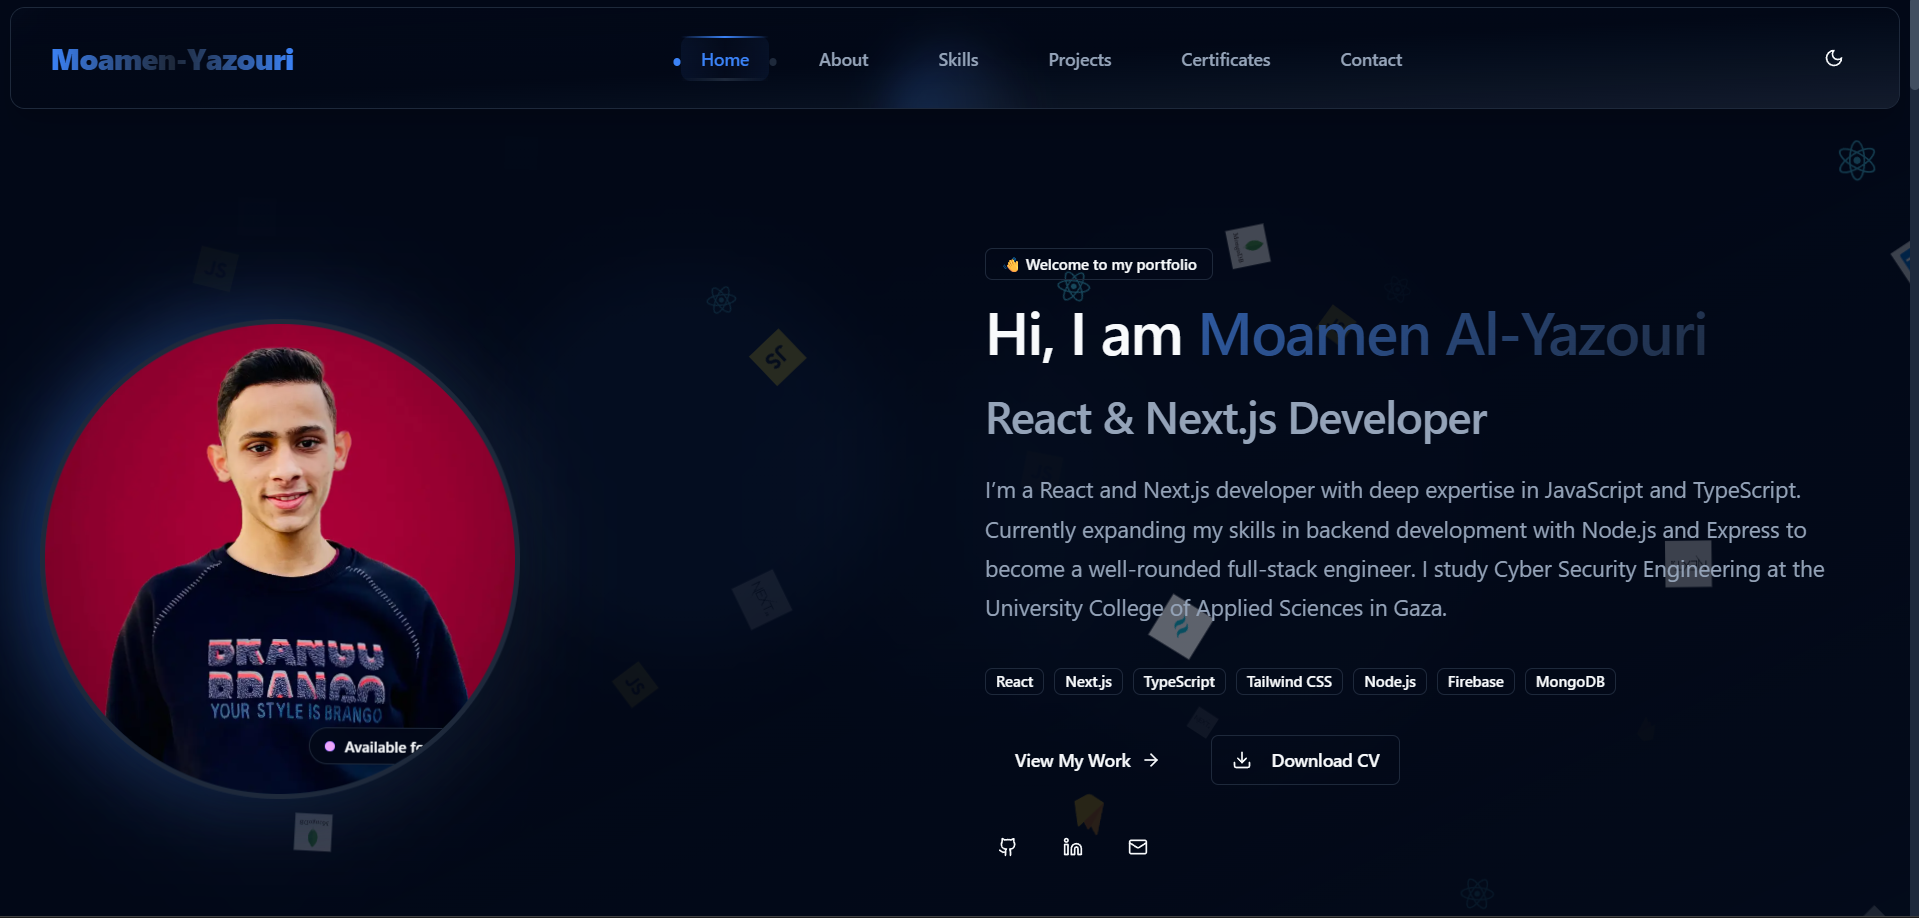 Moamen-Yazouri
Home
About
Skills
Projects
Certificates
Contact
👋 Welcome to my portfolio
Hi, I am Moamen Al-Yazouri
React & Next.js Developer
I’m a React and Next.js developer with deep expertise in JavaScript and TypeScript.
Currently expanding my skills in backend development with Node.js and Express to
become a well-rounded full-stack engineer. I study Cyber Security Engineering at the
University College of Applied Sciences in Gaza.
React
Next.js
TypeScript
Tailwind CSS
Node.js
Firebase
MongoDB
View My Work
Download CV
BRANGO
YOUR STYLE IS BRANGO
Available fo
JS
JS
NEXT.
JS
MongoDB
MongoDB